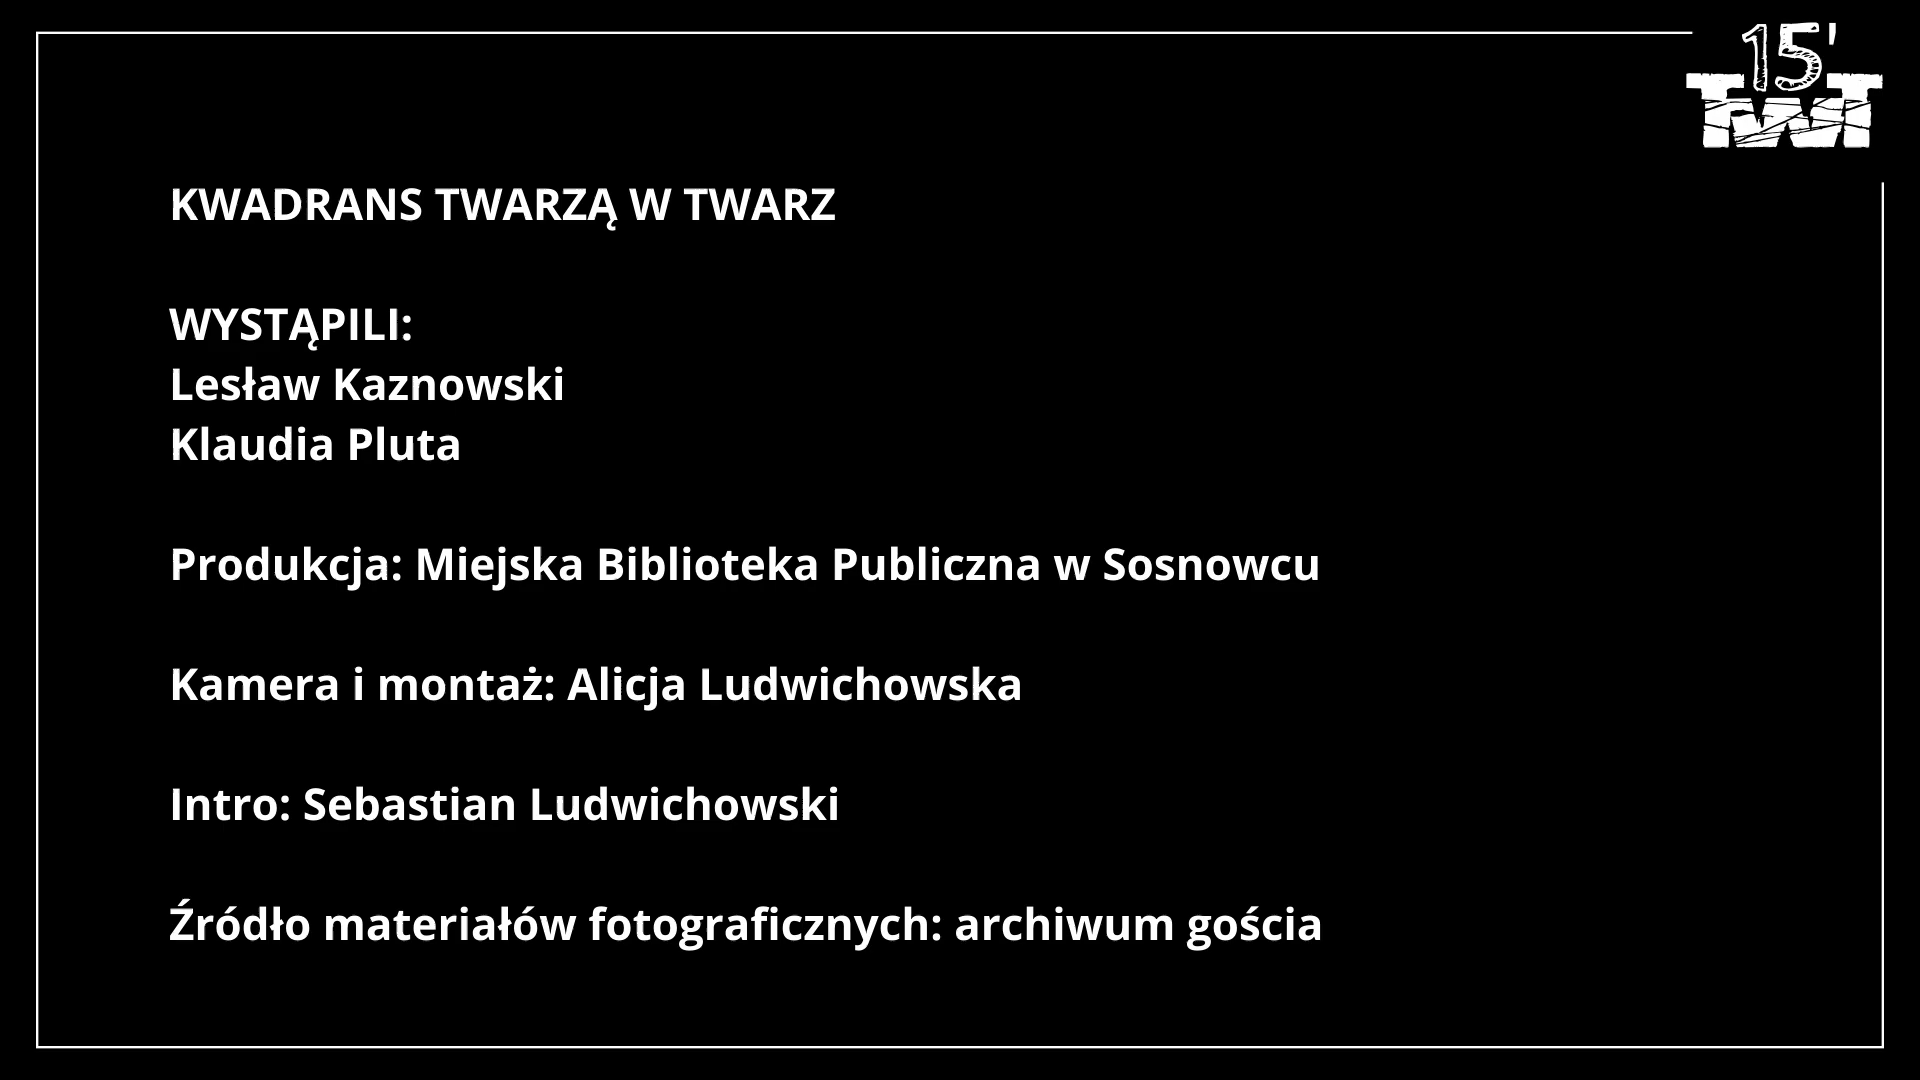 15'
TWT
KWADRANS TWARZĄ W TWARZ
WYSTĄPILI:
Lesław Kaznowski
Klaudia Pluta
Produkcja: Miejska Biblioteka Publiczna w Sosnowcu
Kamera i montaż: Alicja Ludwichowska
Intro: Sebastian Ludwichowski
Źródło materiałów fotograficznych: archiwum gościa